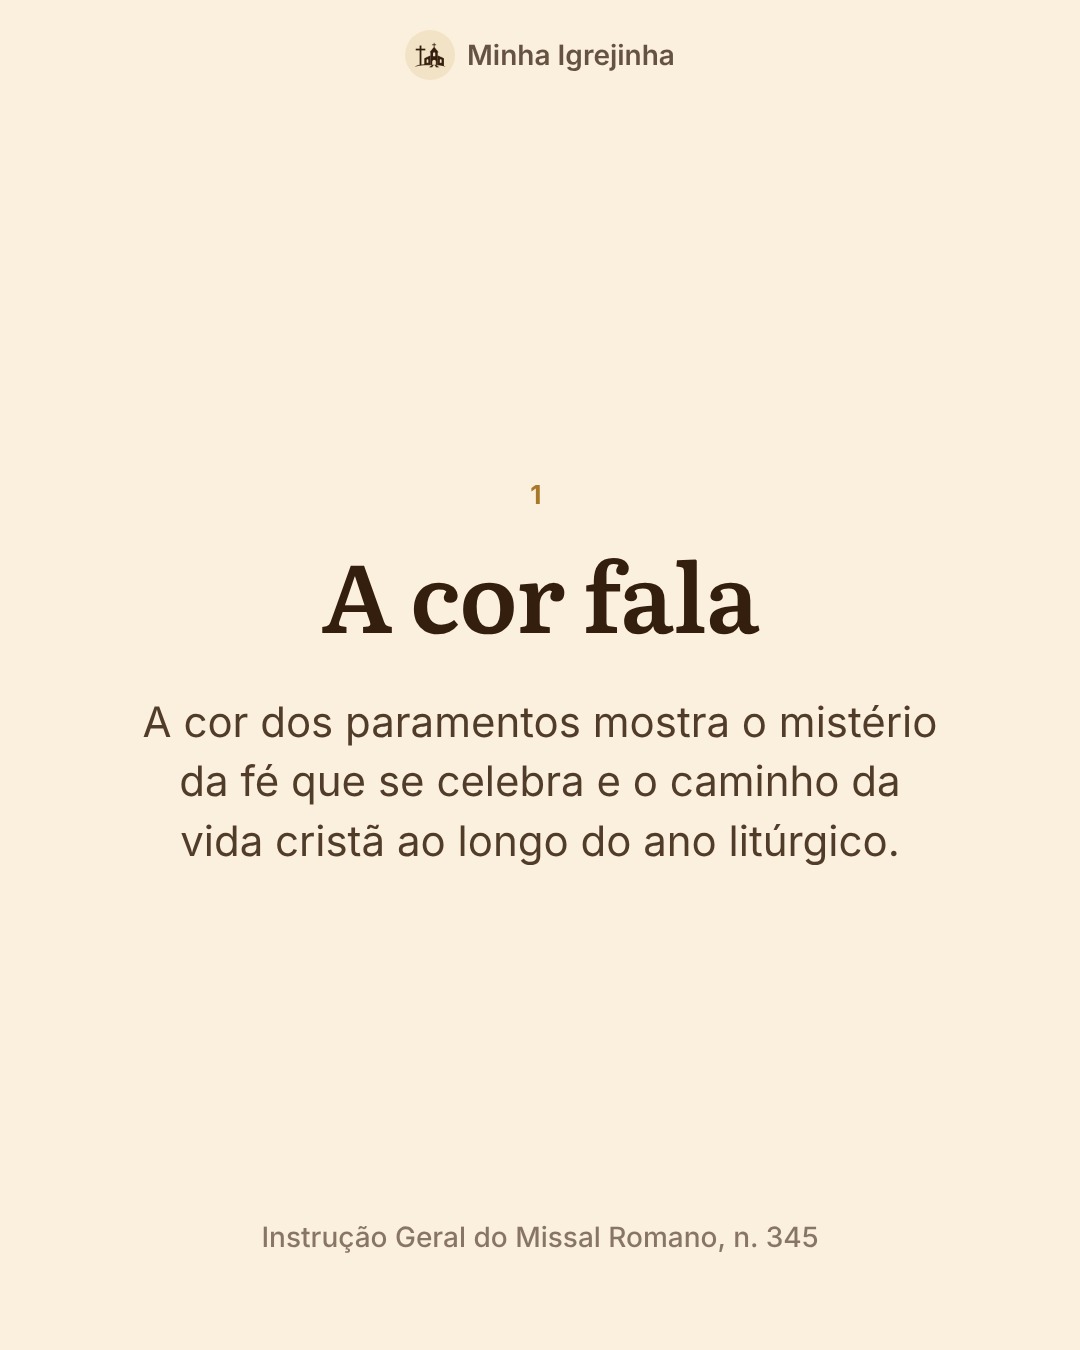 Minha Igrejinha
1
A cor fala
A cor dos paramentos mostra o mistério
da fé que se celebra e o caminho da
vida cristã ao longo do ano litúrgico.
Instrução Geral do Missal Romano, n. 345